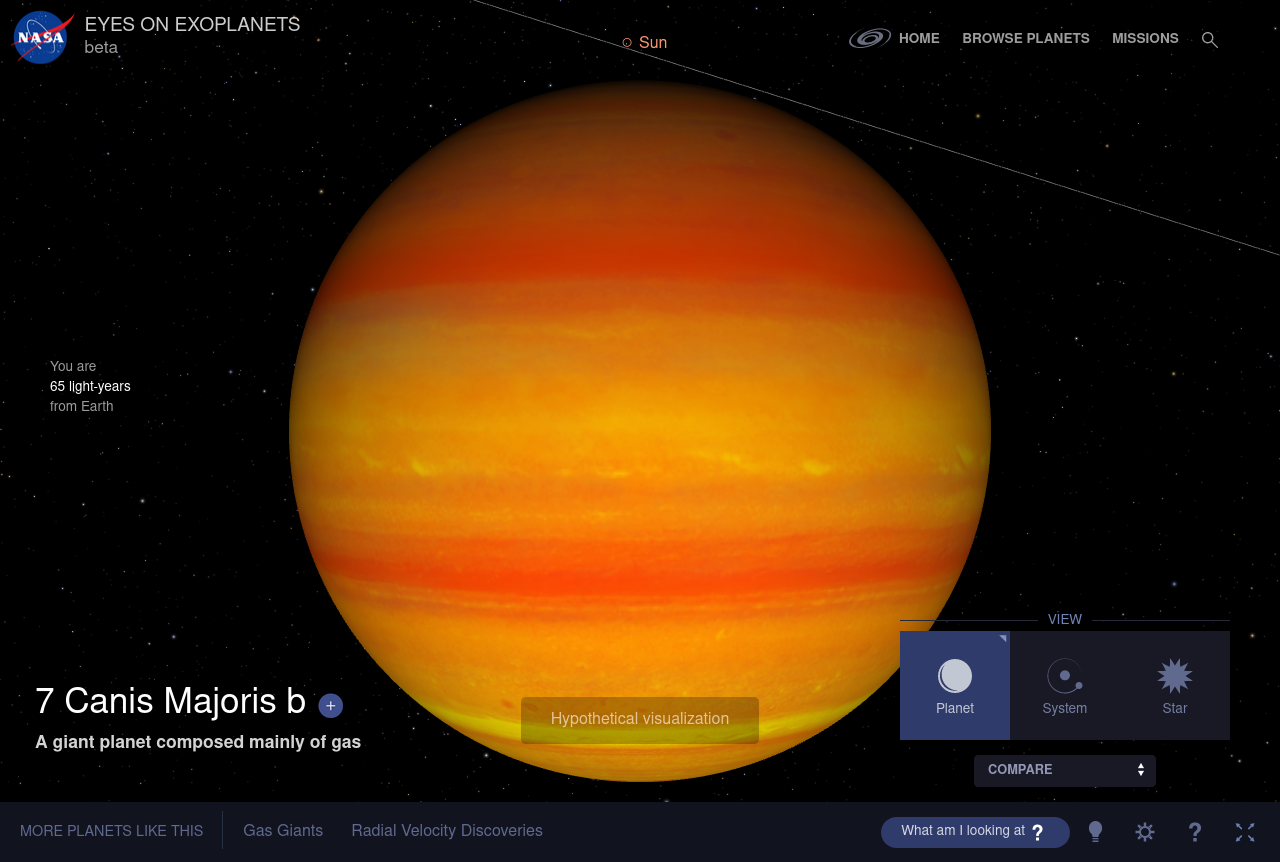 NASA
EYES ON EXOPLANETS
beta
Sun
HOME
BROWSE PLANETS
MISSIONS
You are
65 light-years
from Earth
VIEW
Planet
System
Star
7 Canis Majoris b +
A giant planet composed mainly of gas
Hypothetical visualization
COMPARE
MORE PLANETS LIKE THIS
Gas Giants
Radial Velocity Discoveries
What am I looking at ?
?